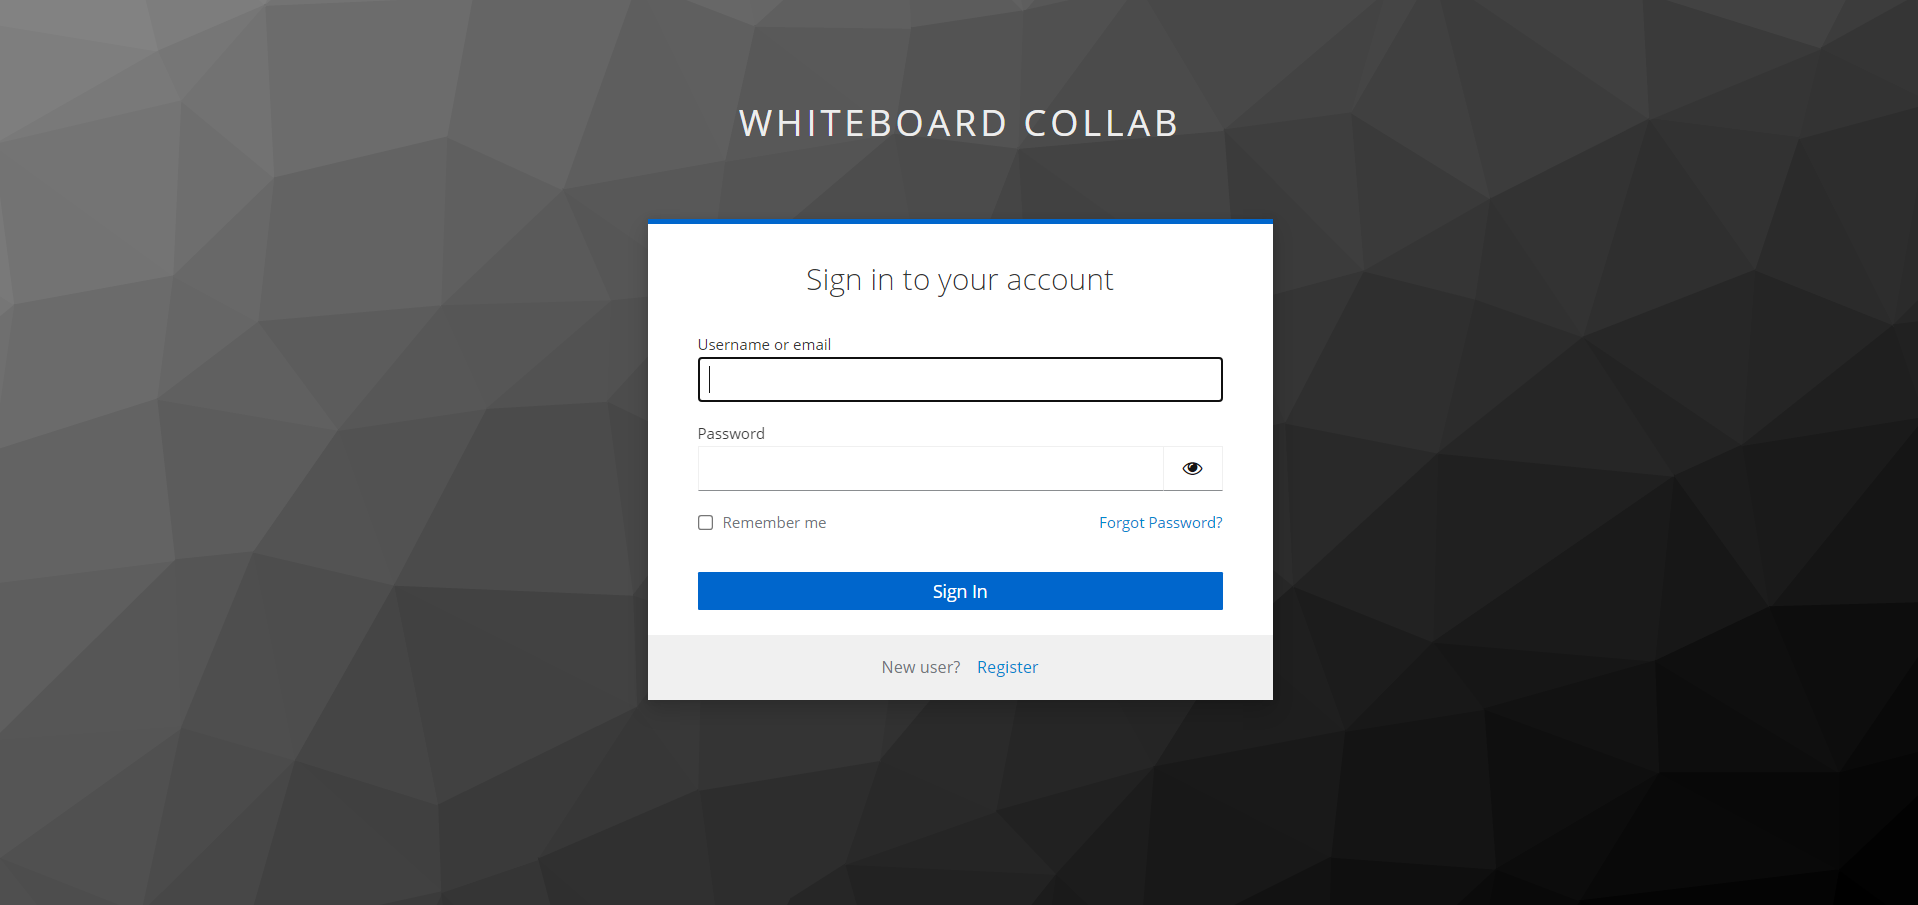 WHITEBOARD COLLAB
Sign in to your account
Username or email
Password
Remember me
Forgot Password?
Sign In
New user? Register